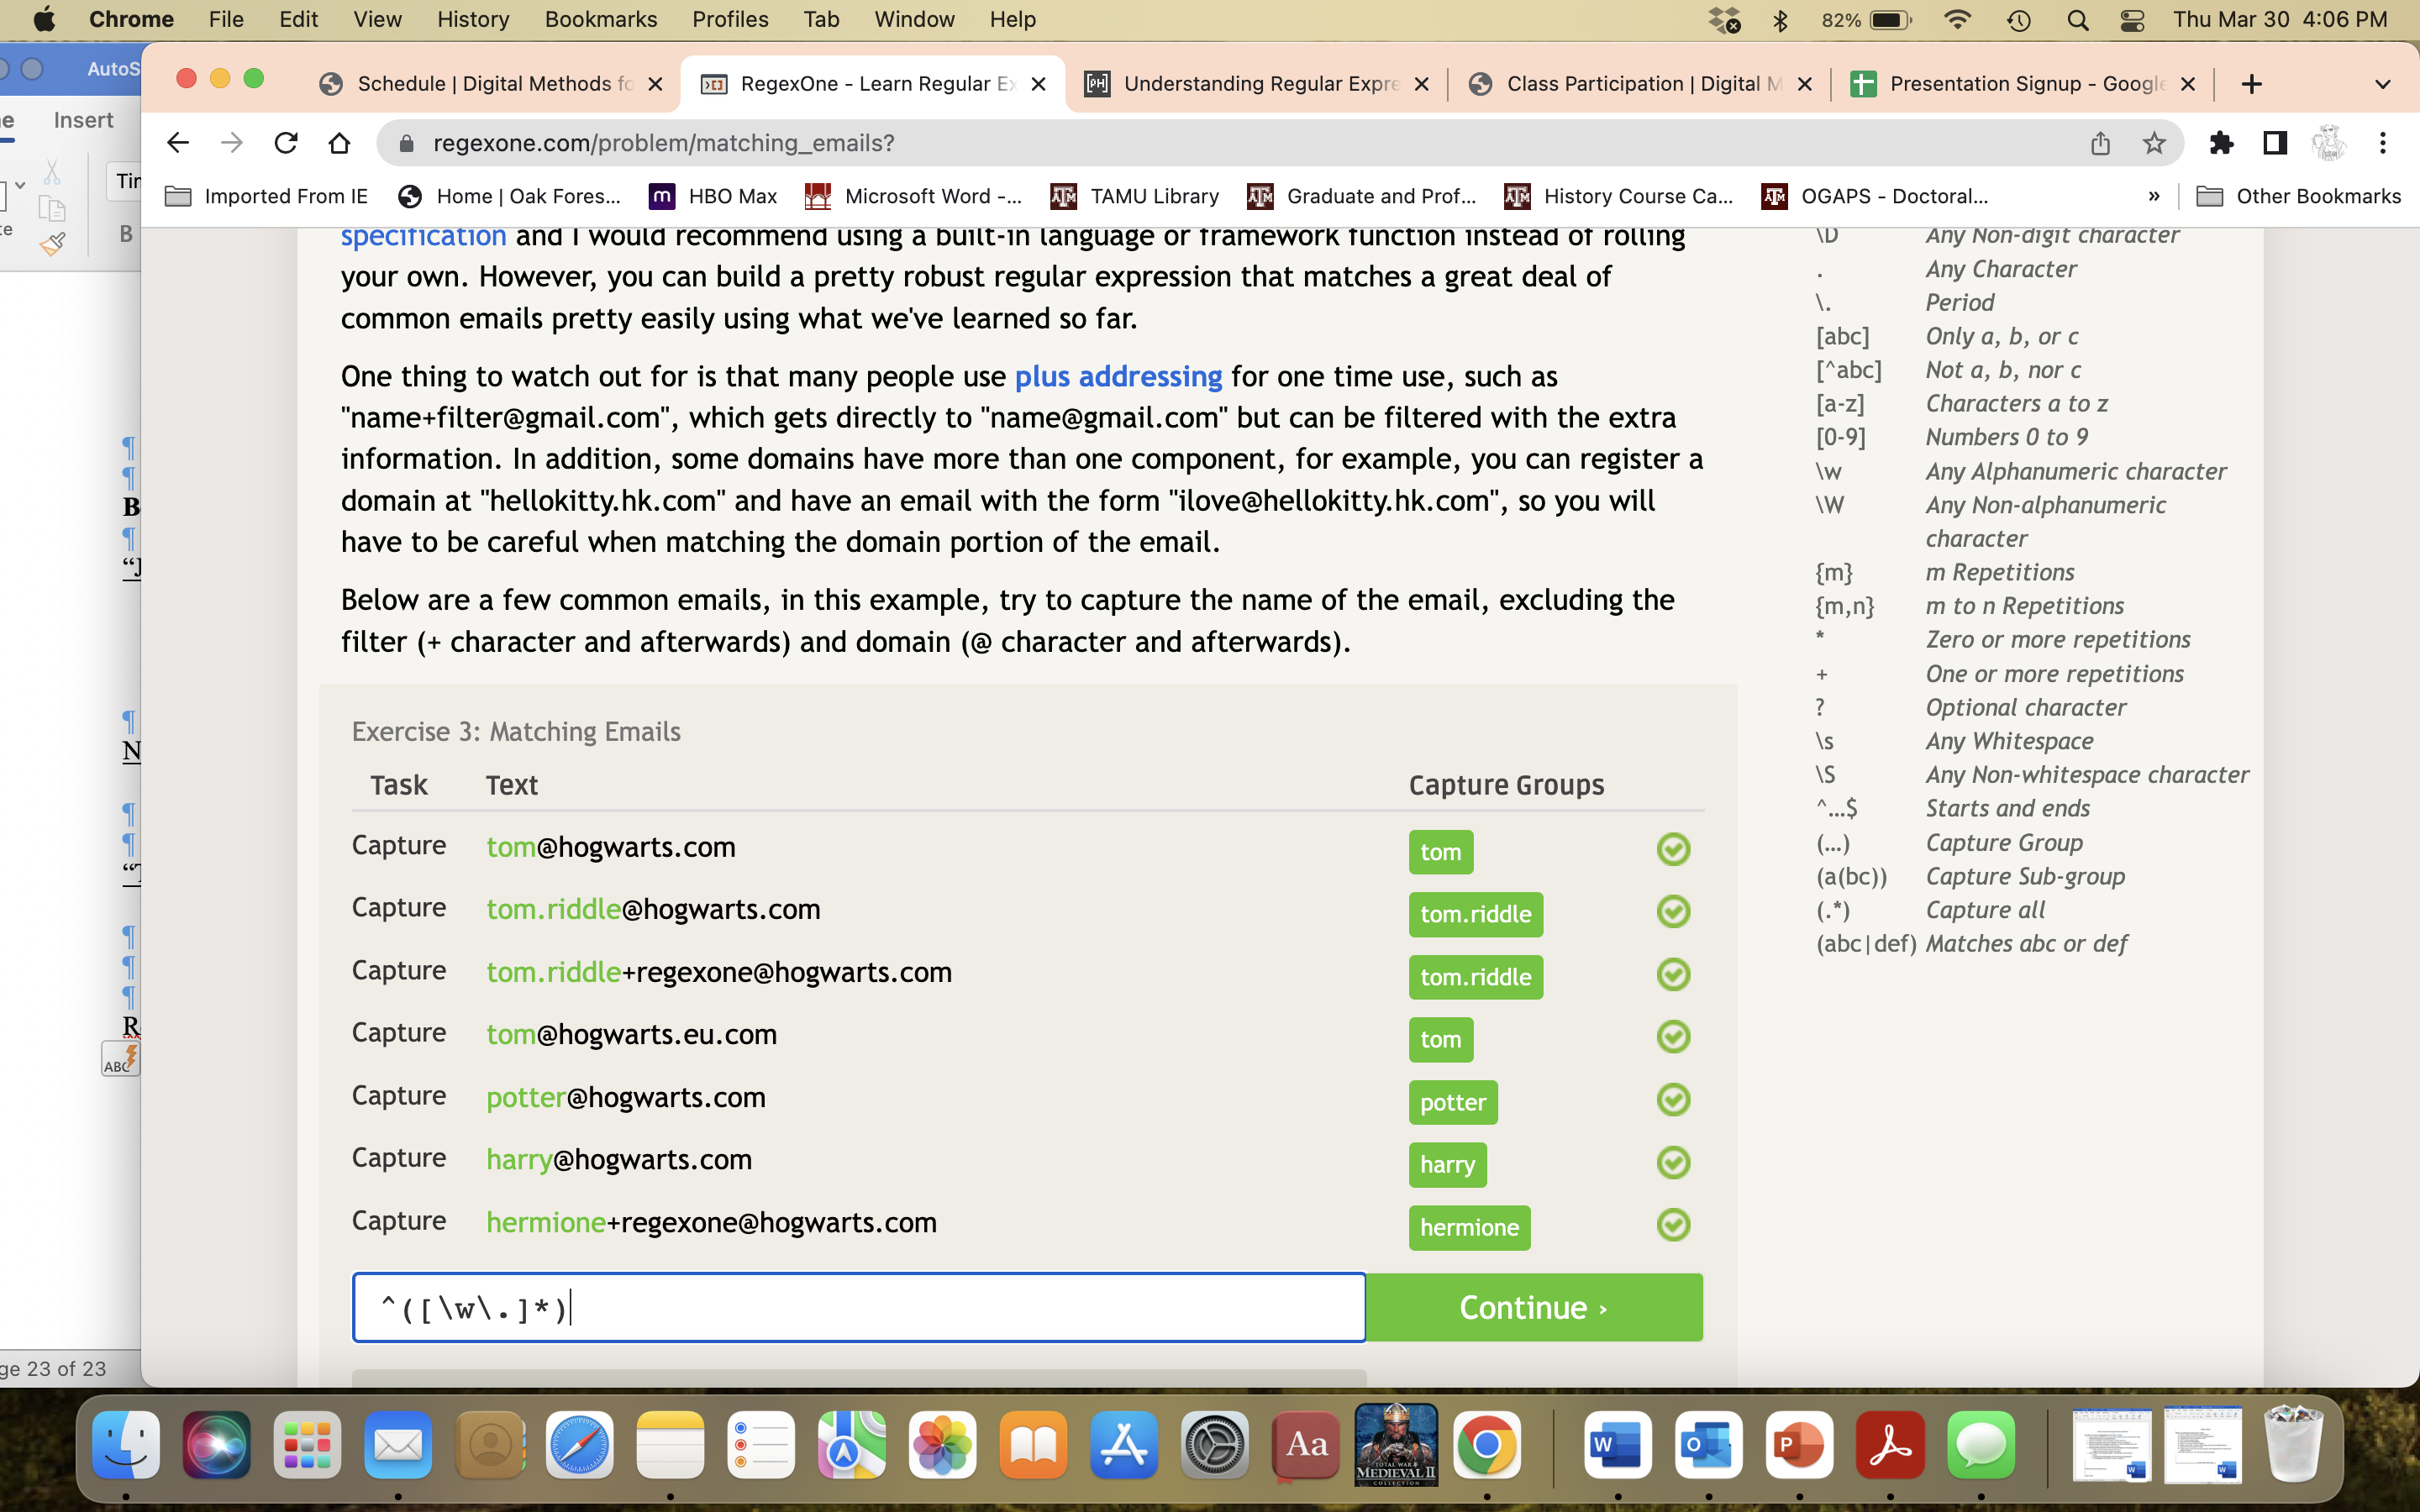 Chrome File Edit View History Bookmarks Profiles Tab Window Help 82% Thu Mar 30 4:06 PM
AutoS
Schedule | Digital Methods fo RegexOne - Learn Regular Ex Understanding Regular Expre Class Participation | Digital M Presentation Signup - Google
Insert
regexone.com/problem/matching_emails?
Tin
Imported From IE Home | Oak Fores... HBO Max Microsoft Word -... TAMU Library Graduate and Prof... History Course Ca... OGAPS - Doctoral... » Other Bookmarks
B
specification and I would recommend using a built-in language or framework function instead of rolling
your own. However, you can build a pretty robust regular expression that matches a great deal of
common emails pretty easily using what we've learned so far.
One thing to watch out for is that many people use plus addressing for one time use, such as
"name+filter@gmail.com", which gets directly to "name@gmail.com" but can be filtered with the extra
information. In addition, some domains have more than one component, for example, you can register a
domain at "hellokitty.hk.com" and have an email with the form "ilove@hellokitty.hk.com", so you will
have to be careful when matching the domain portion of the email.
Below are a few common emails, in this example, try to capture the name of the email, excluding the
filter (+ character and afterwards) and domain (@ character and afterwards).
Exercise 3: Matching Emails
Task Text Capture Groups
Capture tom@hogwarts.com tom
Capture tom.riddle@hogwarts.com tom.riddle
Capture tom.riddle+regexone@hogwarts.com tom.riddle
Capture tom@hogwarts.eu.com tom
Capture potter@hogwarts.com potter
Capture harry@hogwarts.com harry
Capture hermione+regexone@hogwarts.com hermione
^([\w\.]*)
Continue ›
\D Any Non-digit character
. Any Character
\. Period
[abc] Only a, b, or c
[^abc] Not a, b, nor c
[a-z] Characters a to z
[0-9] Numbers 0 to 9
\w Any Alphanumeric character
\W Any Non-alphanumeric
character
{m} m Repetitions
{m,n} m to n Repetitions
* Zero or more repetitions
+ One or more repetitions
? Optional character
\s Any Whitespace
\S Any Non-whitespace character
^...$ Starts and ends
(...) Capture Group
(a(bc)) Capture Sub-group
(.*) Capture all
(abc|def) Matches abc or def
¶
¶
B
¶
¶
N
¶
¶
¶
¶
¶
R
ABC
ge 23 of 23
Aa
TOTAL WAR
MEDIEVAL II
COLLECTION
W O P W W